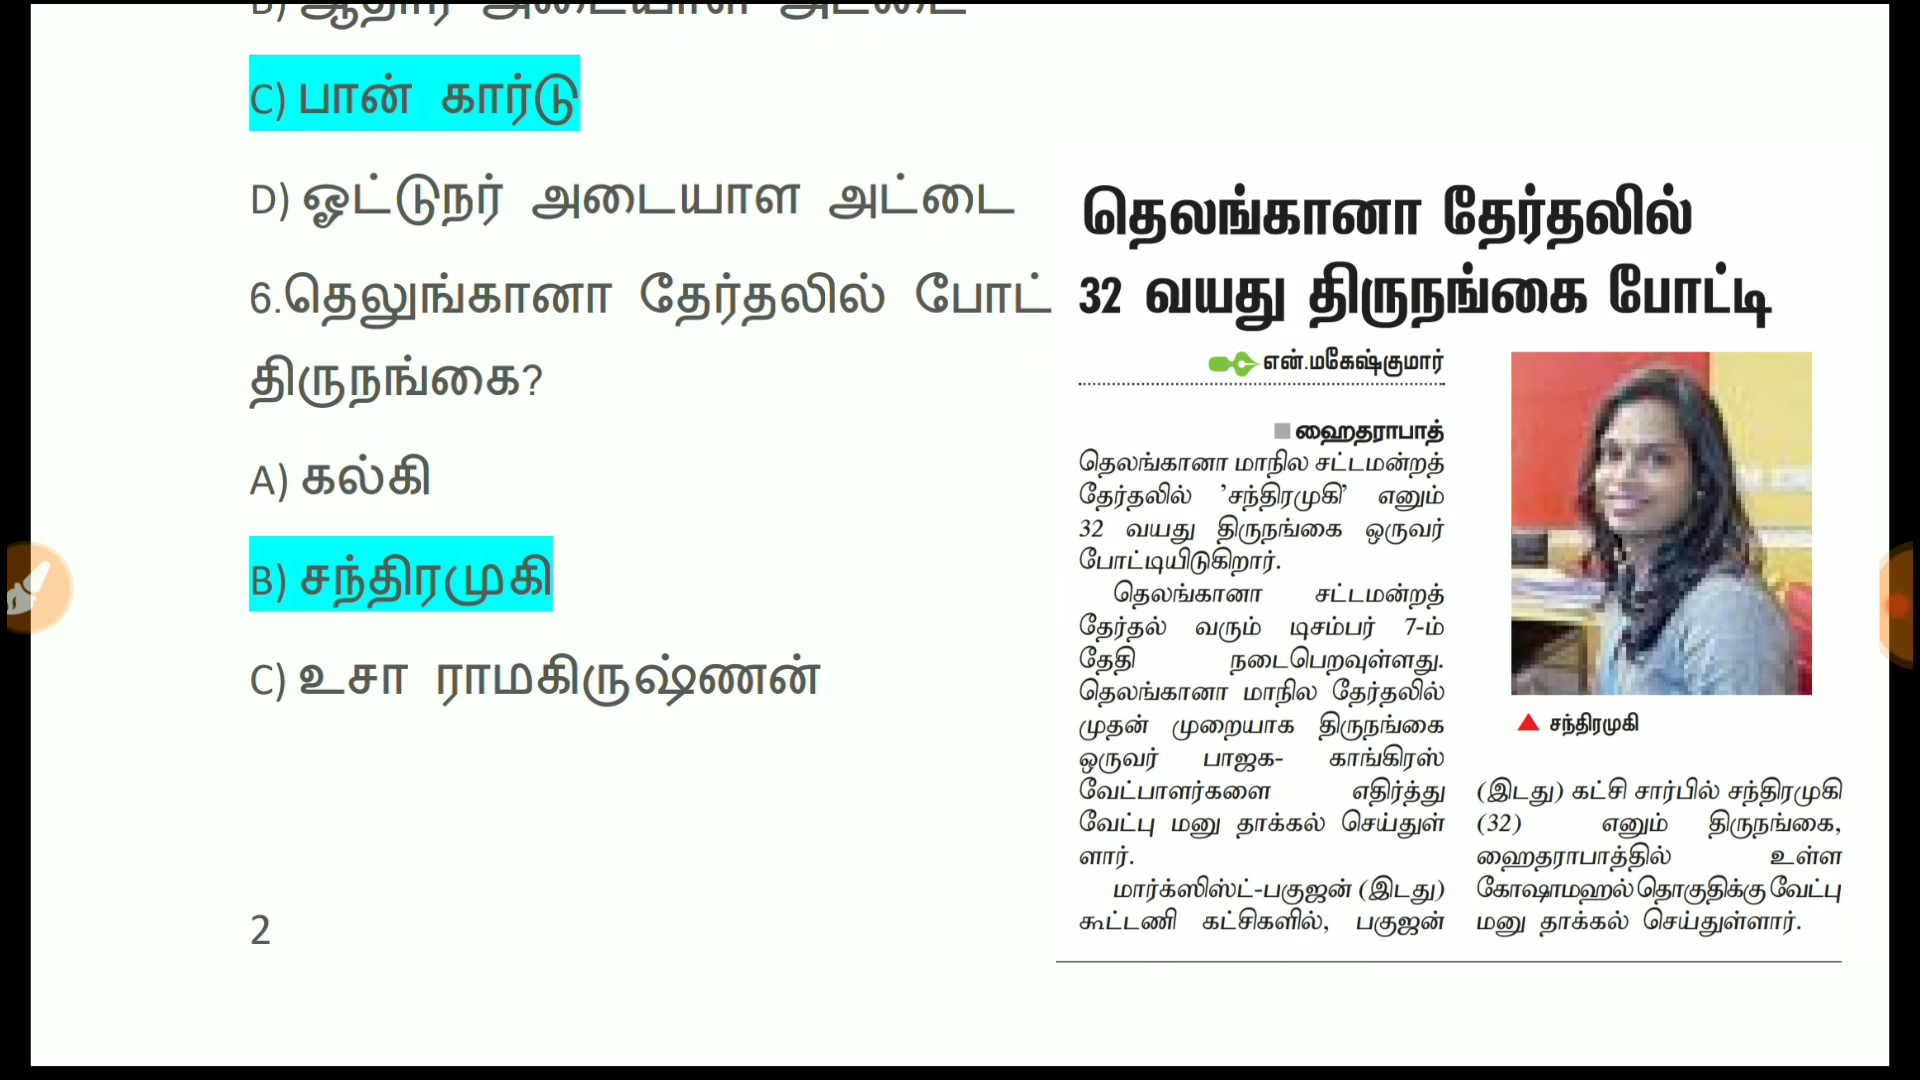 B) ஆதார் அடையாள அட்டை
C) பான் கார்டு
D) ஓட்டுநர் அடையாள அட்டை
6.தெலுங்கானா தேர்தலில் போட்
திருநங்கை?
A) கல்கி
B) சந்திரமுகி
C) உசா ராமகிருஷ்ணன்
2
தெலங்கானா தேர்தலில்
32 வயது திருநங்கை போட்டி
என்.மகேஷ்குமார்
ஹைதராபாத்
தெலங்கானா மாநில சட்டமன்றத்
தேர்தலில் ’சந்திரமுகி’ எனும்
32 வயது திருநங்கை ஒருவர்
போட்டியிடுகிறார்.
தெலங்கானா சட்டமன்றத்
தேர்தல் வரும் டிசம்பர் 7-ம்
தேதி நடைபெறவுள்ளது.
தெலங்கானா மாநில தேர்தலில்
முதன் முறையாக திருநங்கை
ஒருவர் பாஜக- காங்கிரஸ்
வேட்பாளர்களை எதிர்த்து
வேட்பு மனு தாக்கல் செய்துள்
ளார்.
மார்க்ஸிஸ்ட்-பகுஜன் (இடது)
கூட்டணி கட்சிகளில், பகுஜன்
சந்திரமுகி
(இடது) கட்சி சார்பில் சந்திரமுகி
(32) எனும் திருநங்கை,
ஹைதராபாத்தில் உள்ள
கோஷாமஹல் தொகுதிக்கு வேட்பு
மனு தாக்கல் செய்துள்ளார்.